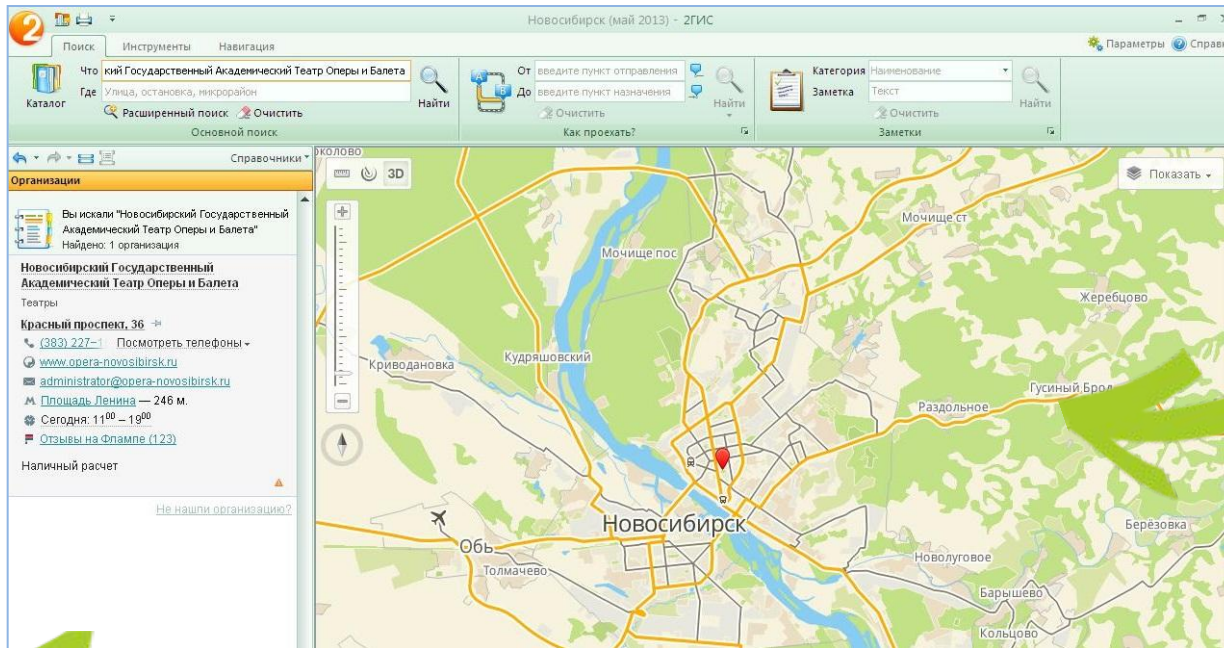 Новосибирск (май 2013) - 2ГИС
Поиск Инструменты Навигация
Параметры
Что кий Государственный Академический Театр Оперы и Балета
Где Улица, остановка, микрорайон
Каталог
Найти
Расширенный поиск Очистить
Основной поиск
От введите пункт отправления
До введите пункт назначения
Найти
Очистить
Как проехать?
Категория Наименование
Заметка Текст
Найти
Очистить
Заметки
Справочники
Организации
Вы искали "Новосибирский Государственный
Академический Театр Оперы и Балета"
Найдено: 1 организация
Новосибирский Государственный
Академический Театр Оперы и Балета
Театры
Красный проспект, 36
(383) 227-1 Посмотреть телефоны
www.opera-novosibirsk.ru
administrator@opera-novosibirsk.ru
Площадь Ленина — 246 м.
Сегодня: 11⁰⁰ – 19⁰⁰
Отзывы на Флампе (123)
Наличный расчет
Не нашли организацию?
3D
Показать
Мочище ст
Мочище пос
Жеребцово
Кудряшовский
Криводановка
Гусиный Брод
Раздольное
Новосибирск
Берёзовка
Обь
Толмачево
Новолуговое
Барышево
Кольцово